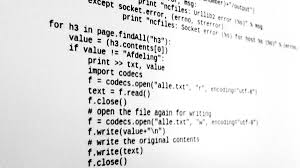 print "ncfiles: Urllib2 error (%s)" % msg
except socket.error, (errno, strerror):
print "ncfiles: Socket error (%s) for host %s (%s)" % (errno,
for h3 in page.findAll("h3"):
value = (h3.contents[0])
if value != "Afdeling":
print >> txt, value
import codecs
f = codecs.open("alle.txt", "r", encoding="utf-8")
text = f.read()
f.close()
# open the file again for writing
f = codecs.open("alle.txt", "w", encoding="utf-8")
f.write(value+"\n")
# write the original contents
f.write(text)
f.close()